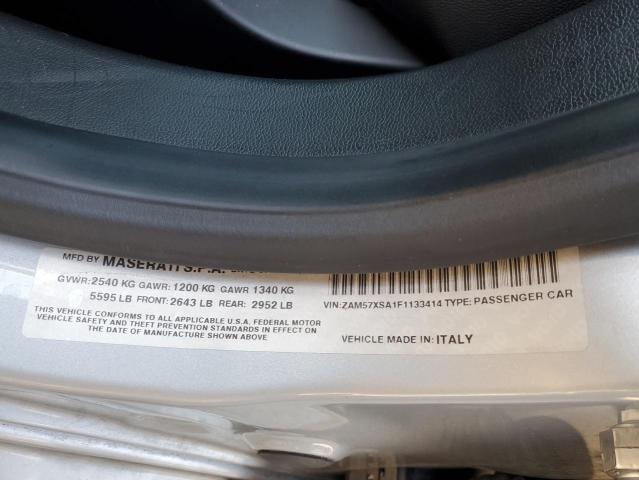 MFD BY MASERATI S.P.A.
GVWR:2540 KG GAWR: 1200 KG GAWR 1340 KG
5595 LB FRONT: 2643 LB REAR: 2952 LB
THIS VEHICLE CONFORMS TO ALL APPLICABLE U.S.A. FEDERAL MOTOR
VEHICLE SAFETY AND THEFT PREVENTION STANDARDS IN EFFECT ON
THE DATE OF MANUFACTURE SHOWN ABOVE.
VIN:ZAM57XSA1F1133414 TYPE: PASSENGER CAR
VEHICLE MADE IN: ITALY